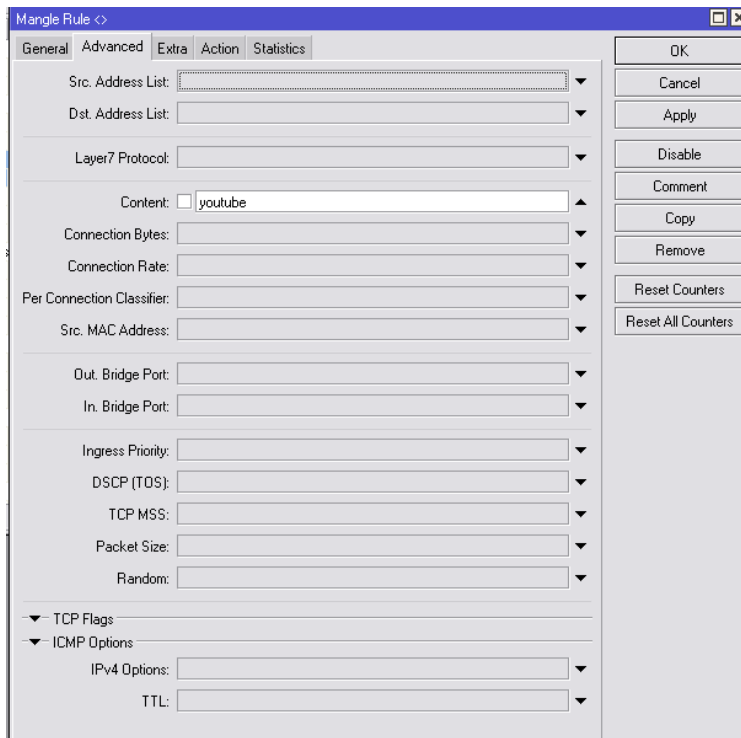 Mangle Rule <>
General Advanced Extra Action Statistics
Src. Address List:
Dst. Address List:
Layer7 Protocol:
Content: youtube
Connection Bytes:
Connection Rate:
Per Connection Classifier:
Src. MAC Address:
Out. Bridge Port:
In. Bridge Port:
Ingress Priority:
DSCP (TOS):
TCP MSS:
Packet Size:
Random:
TCP Flags
ICMP Options
IPv4 Options:
TTL:
OK
Cancel
Apply
Disable
Comment
Copy
Remove
Reset Counters
Reset All Counters